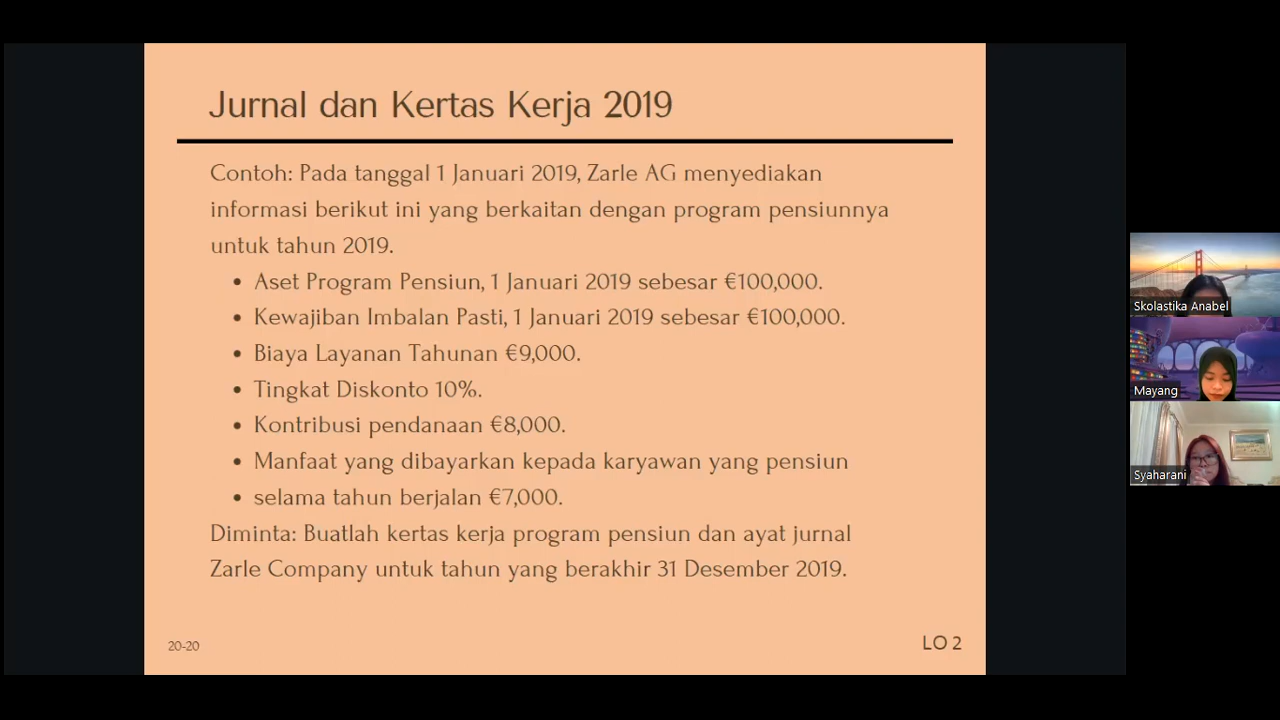 Jurnal dan Kertas Kerja 2019
Contoh: Pada tanggal 1 Januari 2019, Zarle AG menyediakan
informasi berikut ini yang berkaitan dengan program pensiunnya
untuk tahun 2019.
• Aset Program Pensiun, 1 Januari 2019 sebesar €100,000.
• Kewajiban Imbalan Pasti, 1 Januari 2019 sebesar €100,000.
• Biaya Layanan Tahunan €9,000.
• Tingkat Diskonto 10%.
• Kontribusi pendanaan €8,000.
• Manfaat yang dibayarkan kepada karyawan yang pensiun
• selama tahun berjalan €7,000.
Diminta: Buatlah kertas kerja program pensiun dan ayat jurnal
Zarle Company untuk tahun yang berakhir 31 Desember 2019.
20-20
LO 2
Skolastika Anabel
Mayang
Syaharani